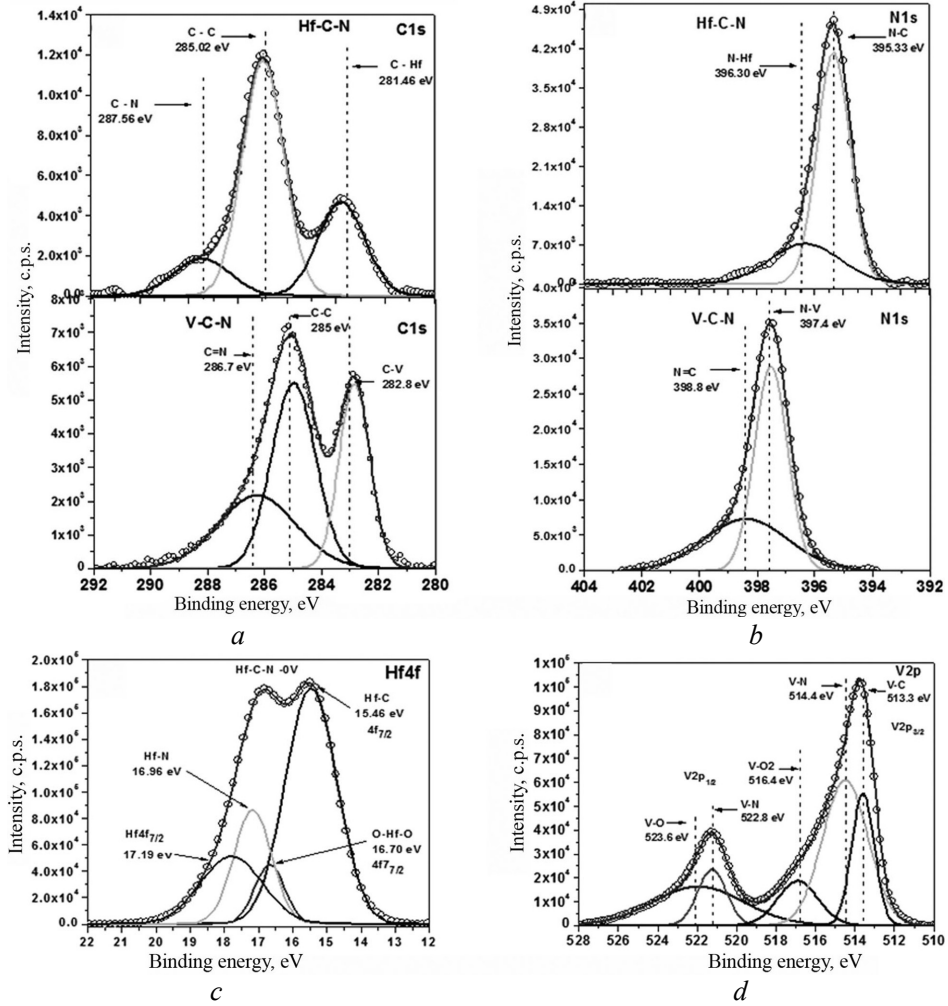 1.4x10⁴
1.2x10⁴
1.0x10⁴
8.0x10³
6.0x10³
4.0x10³
2.0x10³
0.0
C - C
285.02 eV
Hf-C-N
C1s
C - Hf
281.46 eV
C - N
287.56 eV
8x10³
7x10³
6x10³
5x10³
4x10³
3x10³
2x10³
1x10³
0
V-C-N
C-C
285 eV
C1s
C=N
286.7 eV
C-V
282.8 eV
Intensity, c.p.s.
292 290 288 286 284 282 280
Binding energy, eV
a
4.9x10⁴
4.2x10⁴
3.5x10⁴
2.8x10⁴
2.1x10⁴
1.4x10⁴
7.0x10³
0.0
Hf-C-N
N1s
N-C
395.33 eV
N-Hf
396.30 eV
4.0x10⁴
3.5x10⁴
3.0x10⁴
2.5x10⁴
2.0x10⁴
1.5x10⁴
1.0x10⁴
5.0x10³
0.0
V-C-N
N-V
397.4 eV
N1s
N=C
398.8 eV
Intensity, c.p.s.
404 402 400 398 396 394 392
Binding energy, eV
b
2.0x10⁵
1.8x10⁵
1.6x10⁵
1.4x10⁵
1.2x10⁵
1.0x10⁵
8.0x10⁴
6.0x10⁴
4.0x10⁴
2.0x10⁴
0.0
Hf-C-N -0V
Hf4f
Hf-C
15.46 eV
4f7/2
Hf-N
16.96 eV
Hf4f7/2
17.19 ev
O-Hf-O
16.70 eV
4f77/2
Intensity, c.p.s.
22 21 20 19 18 17 16 15 14 13 12
Binding energy, eV
c
1x10⁵
9x10⁴
8x10⁴
7x10⁴
6x10⁴
5x10⁴
4x10⁴
3x10⁴
2x10⁴
1x10⁴
0
V2p
V-N
514.4 eV
V-C
513.3 eV
V2p3/2
V-O2
516.4 eV
V2p1/2
V-N
522.8 eV
V-O
523.6 eV
Intensity, c.p.s.
528 526 524 522 520 518 516 514 512 510
Binding energy, eV
d